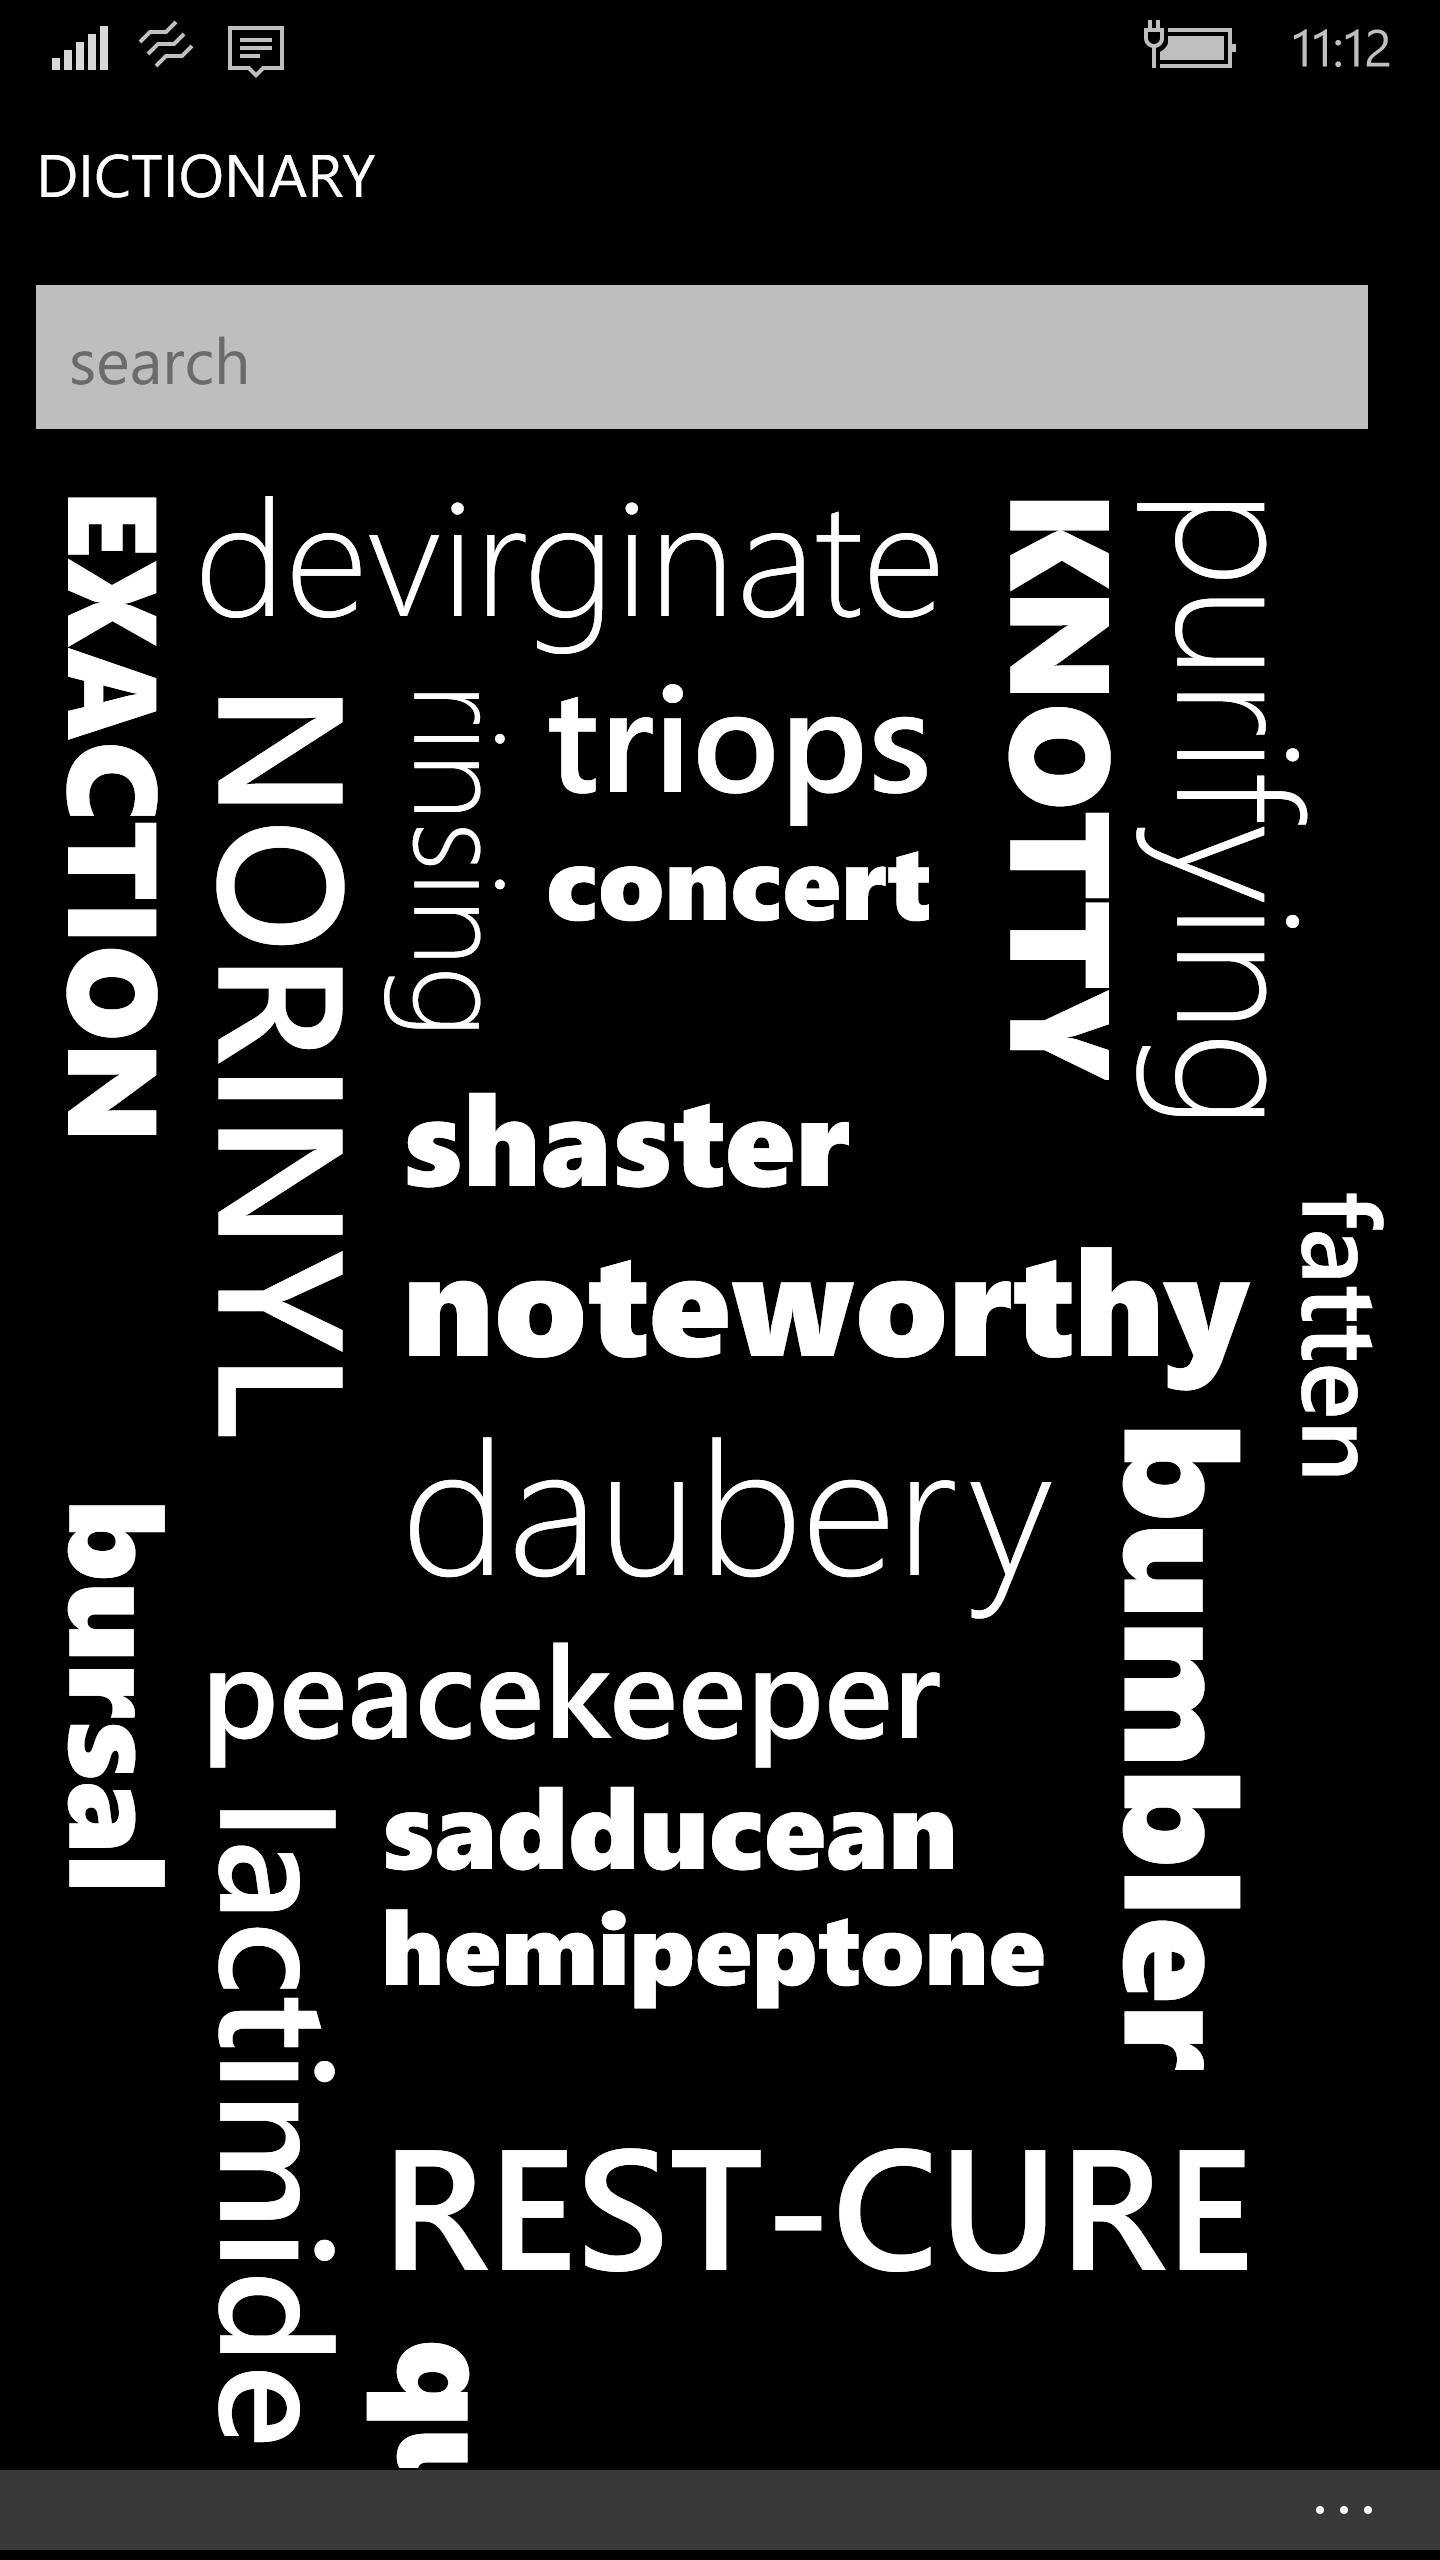 11:12
DICTIONARY
search
EXACTION
devirginate
KNOTTY
purifying
NORINYL
rinsing
triops
concert
shaster
fatten
noteworthy
bumbler
daubery
bursal
peacekeeper
sadducean
lactimide
hemipeptone
REST-CURE
qu